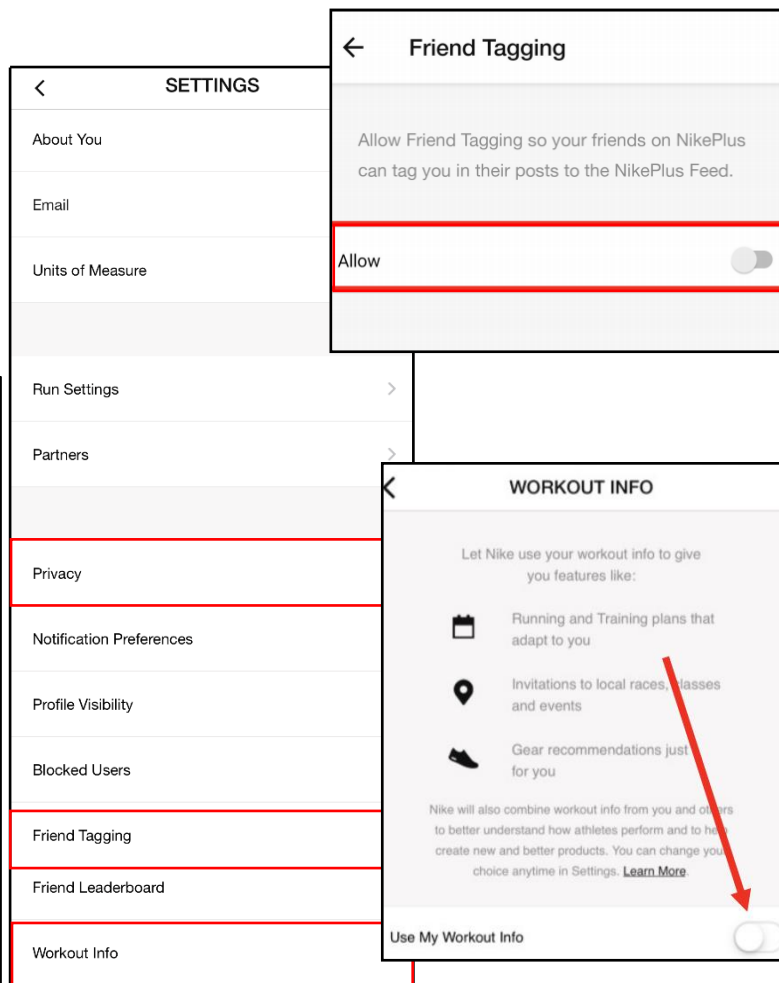 SETTINGS
About You
Email
Units of Measure
Run Settings
Partners
Privacy
Notification Preferences
Profile Visibility
Blocked Users
Friend Tagging
Friend Leaderboard
Workout Info
Friend Tagging
Allow Friend Tagging so your friends on NikePlus
can tag you in their posts to the NikePlus Feed.
Allow
WORKOUT INFO
Let Nike use your workout info to give
you features like:
Running and Training plans that
adapt to you
Invitations to local races, classes
and events
Gear recommendations just
for you
Nike will also combine workout info from you and others
to better understand how athletes perform and to help
create new and better products. You can change your
choice anytime in Settings. Learn More.
Use My Workout Info